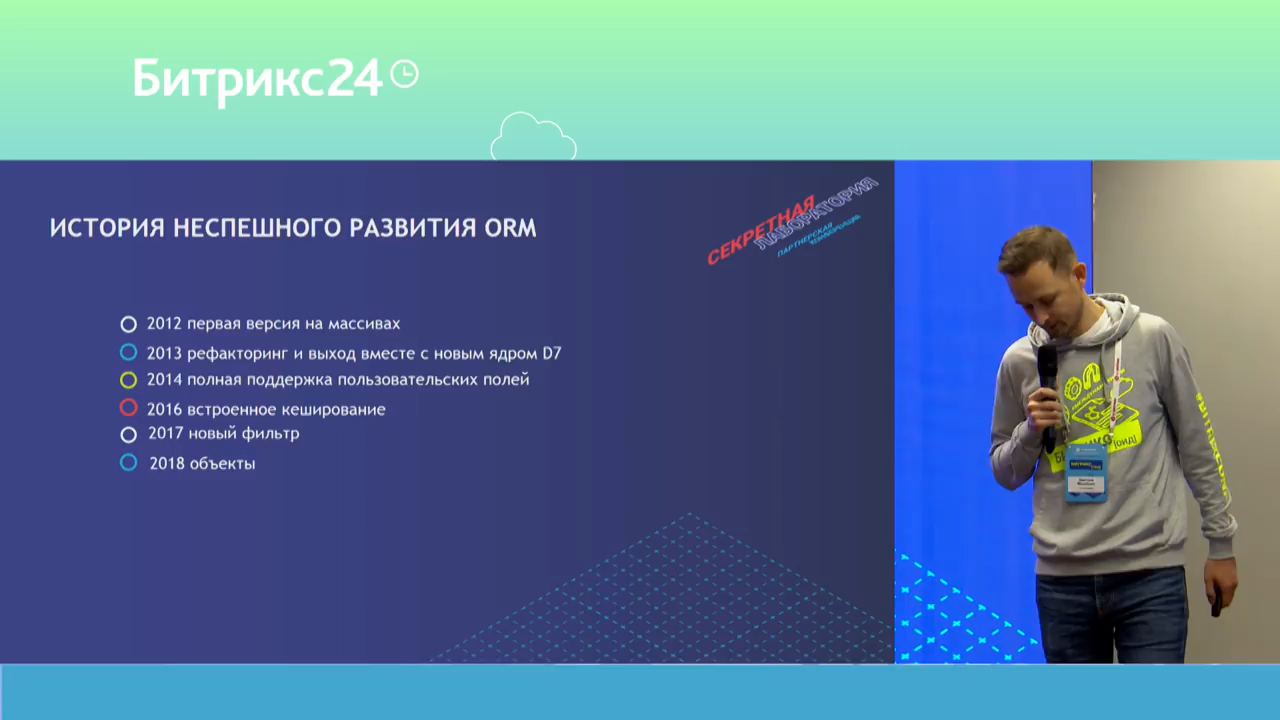 Битрикс24
ИСТОРИЯ НЕСПЕШНОГО РАЗВИТИЯ ORM
СЕКРЕТНАЯ
ЛАБОРАТОРИЯ
ПАРТНЕРСКАЯ
2012 первая версия на массивах
2013 рефакторинг и выход вместе с новым ядром D7
2014 полная поддержка пользовательских полей
2016 встроенное кеширование
2017 новый фильтр
2018 объекты